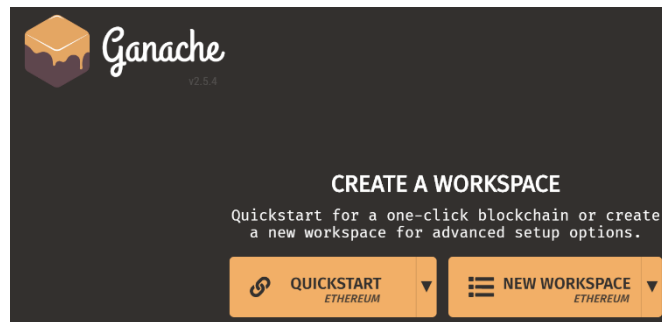 Ganache
v2.5.4
CREATE A WORKSPACE
Quickstart for a one-click blockchain or create
a new workspace for advanced setup options.
QUICKSTART
ETHEREUM
NEW WORKSPACE
ETHEREUM